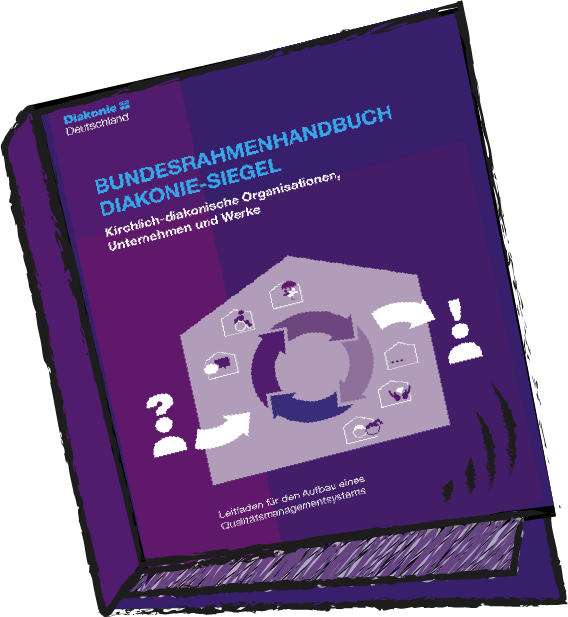 Diakonie
Deutschland
BUNDESRAHMENHANDBUCH
DIAKONIE-SIEGEL
Kirchlich-diakonische Organisationen,
Unternehmen und Werke
?
!
...
Leitfaden für den Aufbau eines
Qualitätsmanagementsystems